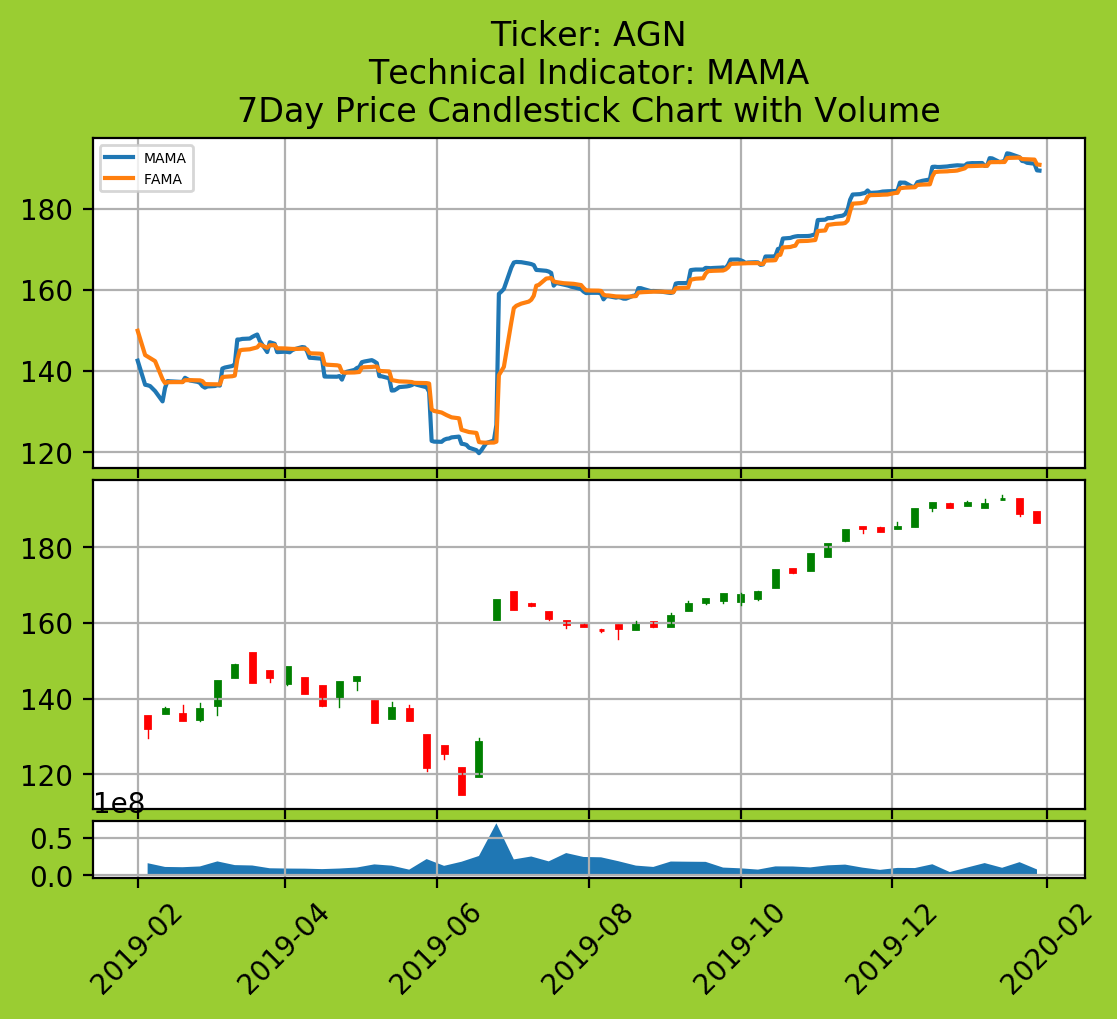 Ticker: AGN
Technical Indicator: MAMA
7Day Price Candlestick Chart with Volume
MAMA
FAMA
180
160
140
120
180
160
140
120
1e8
0.5
0.0
2019-02
2019-04
2019-06
2019-08
2019-10
2019-12
2020-02